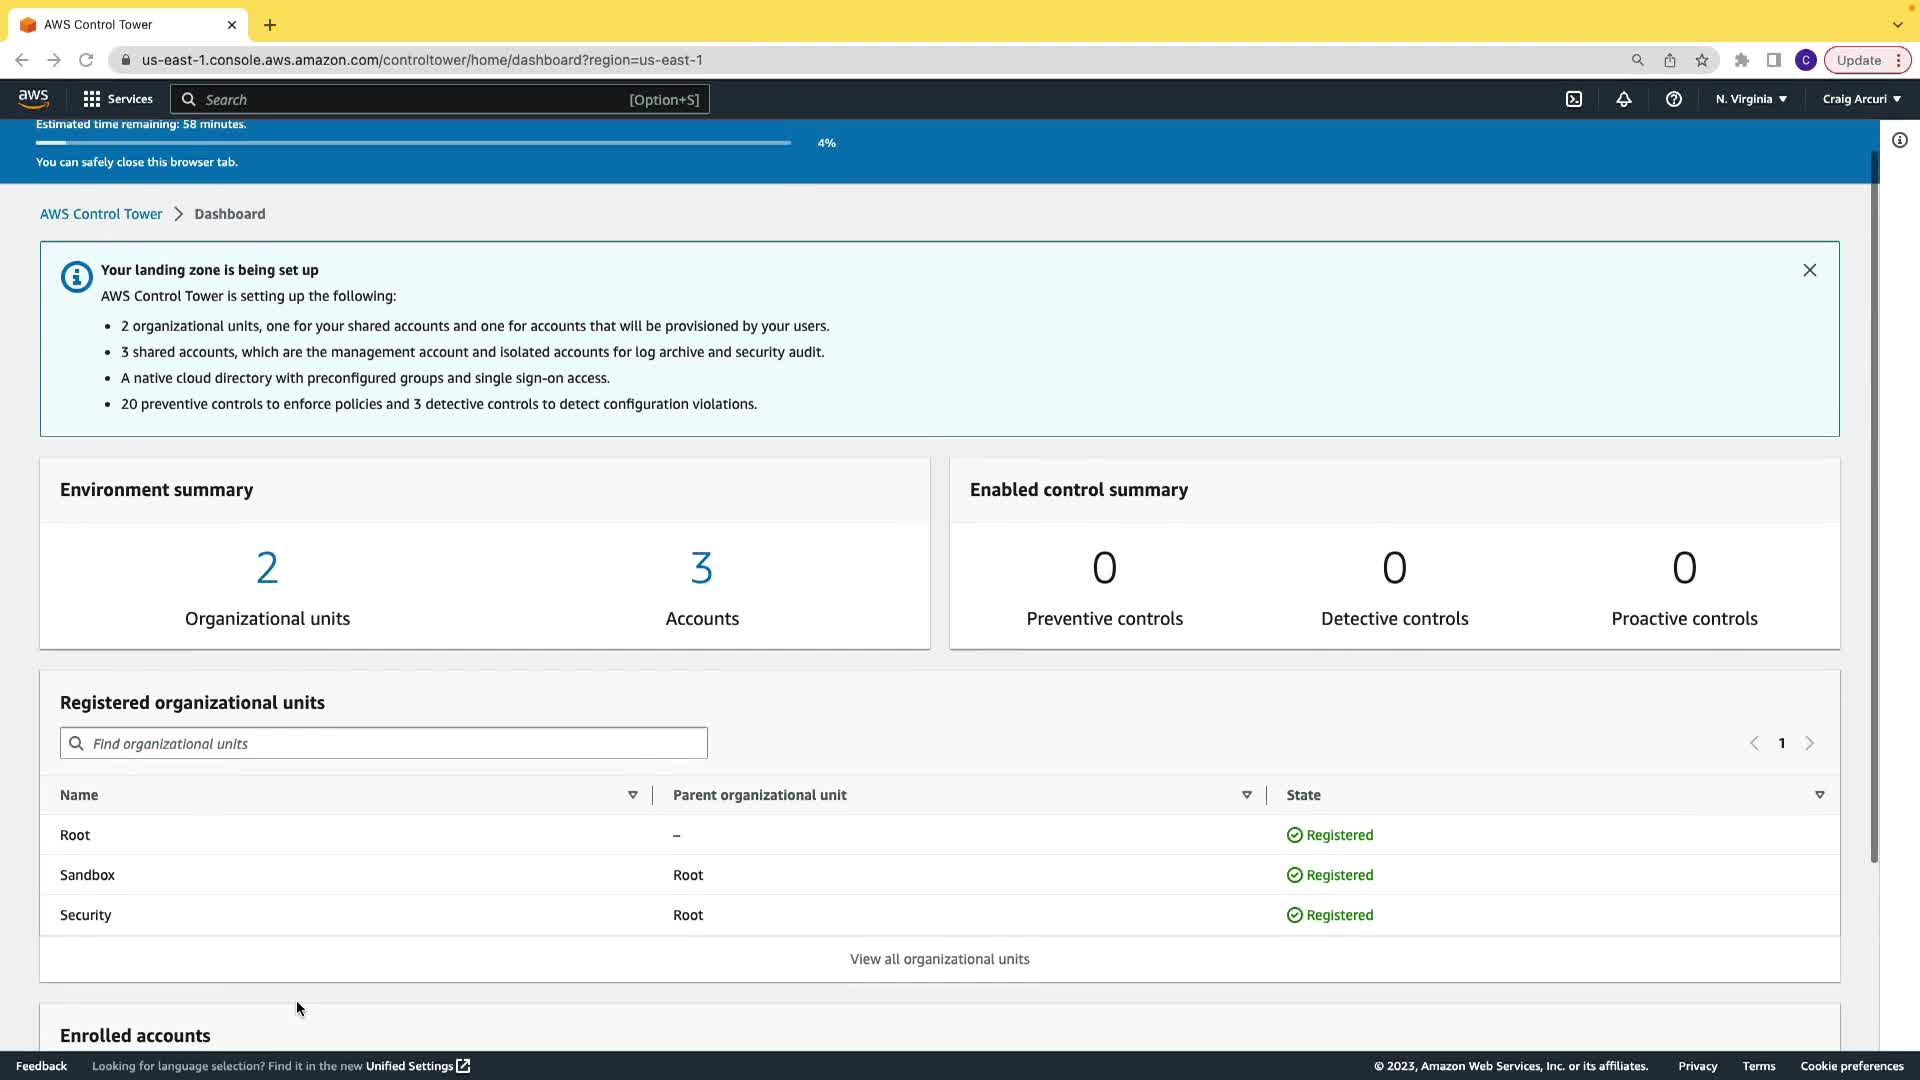 AWS Control Tower
us-east-1.console.aws.amazon.com/controltower/home/dashboard?region=us-east-1
C
Update
aws
Services
Search
[Option+S]
N. Virginia
Craig Arcuri
Estimated time remaining: 58 minutes.
4%
You can safely close this browser tab.
AWS Control Tower > Dashboard
Your landing zone is being set up
AWS Control Tower is setting up the following:
• 2 organizational units, one for your shared accounts and one for accounts that will be provisioned by your users.
• 3 shared accounts, which are the management account and isolated accounts for log archive and security audit.
• A native cloud directory with preconfigured groups and single sign-on access.
• 20 preventive controls to enforce policies and 3 detective controls to detect configuration violations.
Environment summary
2
Organizational units
3
Accounts
Enabled control summary
0
Preventive controls
0
Detective controls
0
Proactive controls
Registered organizational units
Find organizational units
1
Name
Parent organizational unit
State
Root
–
Registered
Sandbox
Root
Registered
Security
Root
Registered
View all organizational units
Enrolled accounts
Feedback
Looking for language selection? Find it in the new Unified Settings
© 2023, Amazon Web Services, Inc. or its affiliates.
Privacy
Terms
Cookie preferences